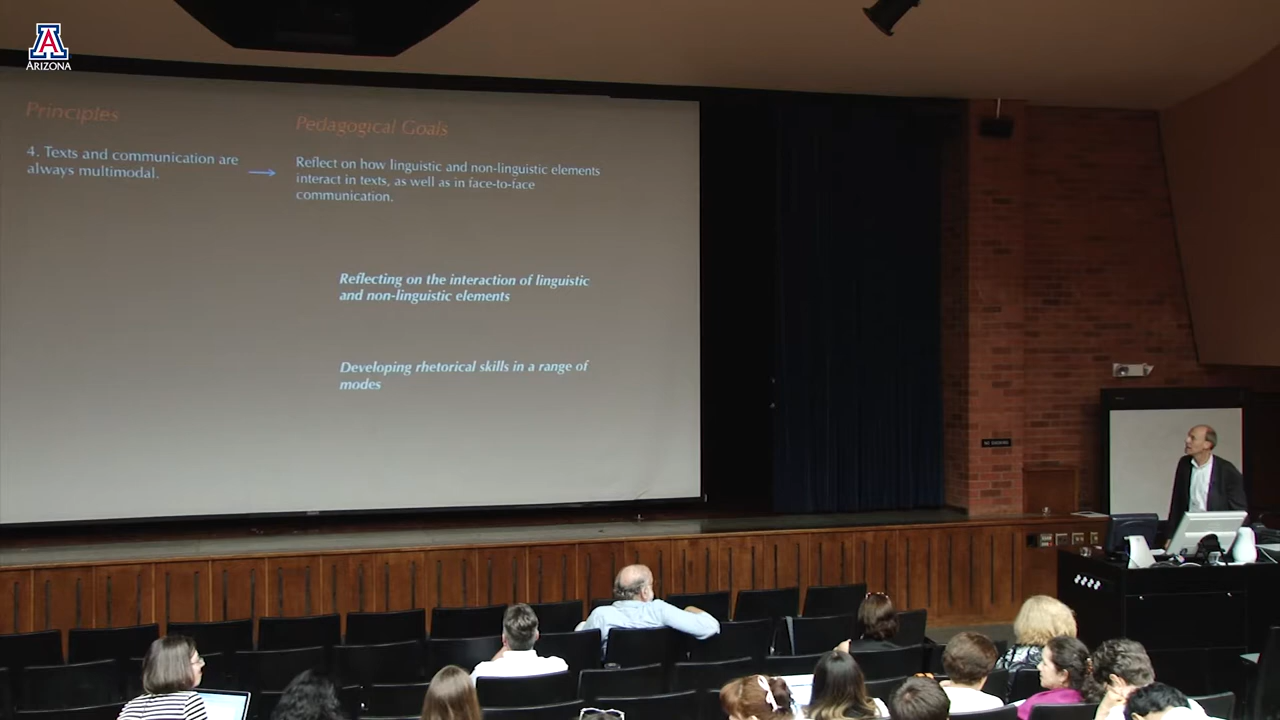 A
ARIZONA
Principles
Pedagogical Goals
4. Texts and communication are
always multimodal.
→
Reflect on how linguistic and non-linguistic elements
interact in texts, as well as in face-to-face
communication.
Reflecting on the interaction of linguistic
and non-linguistic elements
Developing rhetorical skills in a range of
modes
NO SMOKING